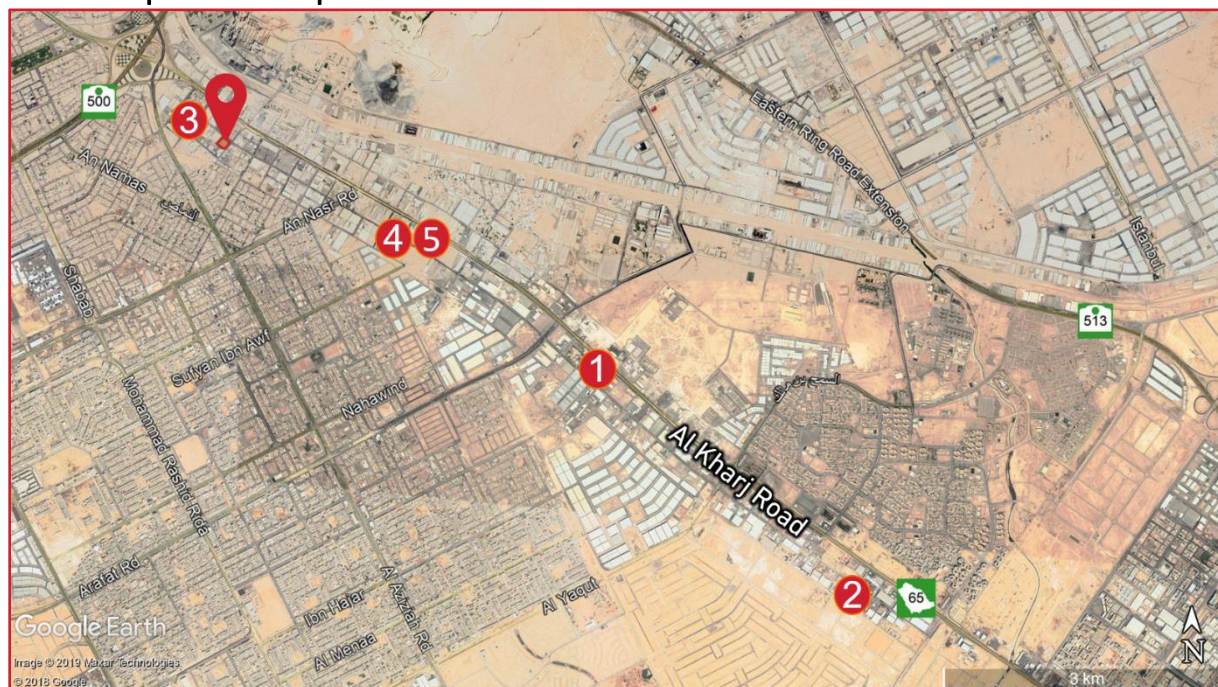 500
3
An Namas
An Nasr Rd
4 5
Eastern Ring Road Extension
Istanbul
513
Shabab
Sufyan Ibn Awf
Nahawind
1
Mohammad Rashid Rida
Al Kharj Road
Arafat Rd
Ibn Hajar
Al Menaa
Al Aziziah Rd
Al Yaqut
2
65
Google Earth
Image © 2019 Maxar Technologies
© 2018 Google
N
3 km